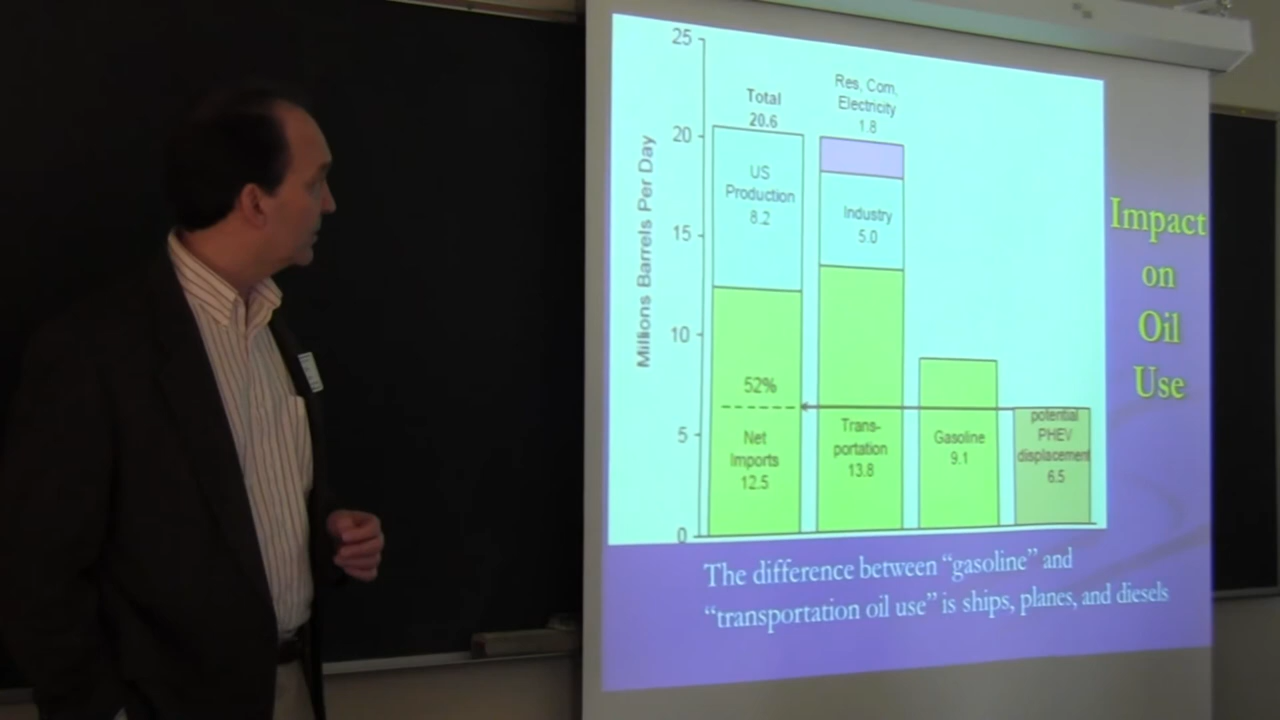 25
20
15
10
5
0
Millions Barrels Per Day
Total
20.6
US
Production
8.2
52%
Net
Imports
12.5
Res, Com,
Electricity
1.8
Industry
5.0
Trans-
portation
13.8
Gasoline
9.1
potential
PHEV
displacement
6.5
Impact
on
Oil
Use
The difference between “gasoline” and
“transportation oil use” is ships, planes, and diesels